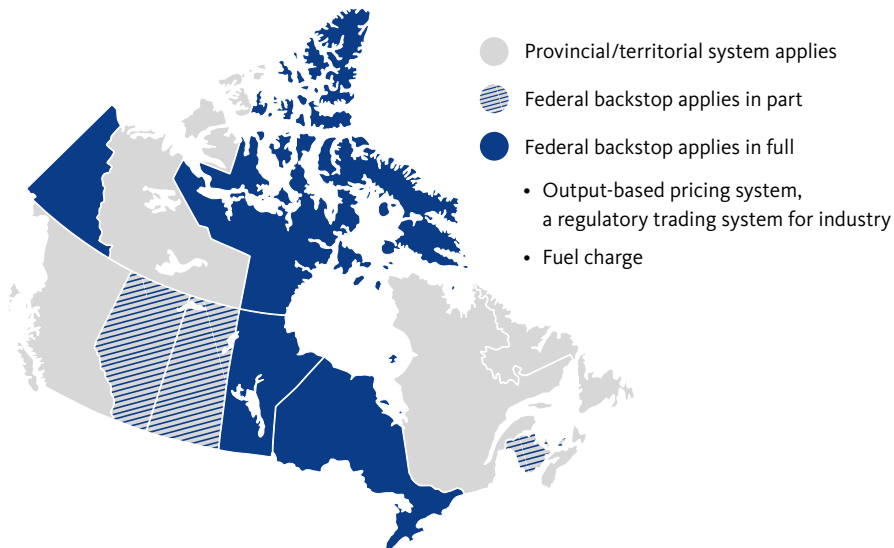 Provincial/territorial system applies
Federal backstop applies in part
Federal backstop applies in full
• Output-based pricing system,
a regulatory trading system for industry
• Fuel charge